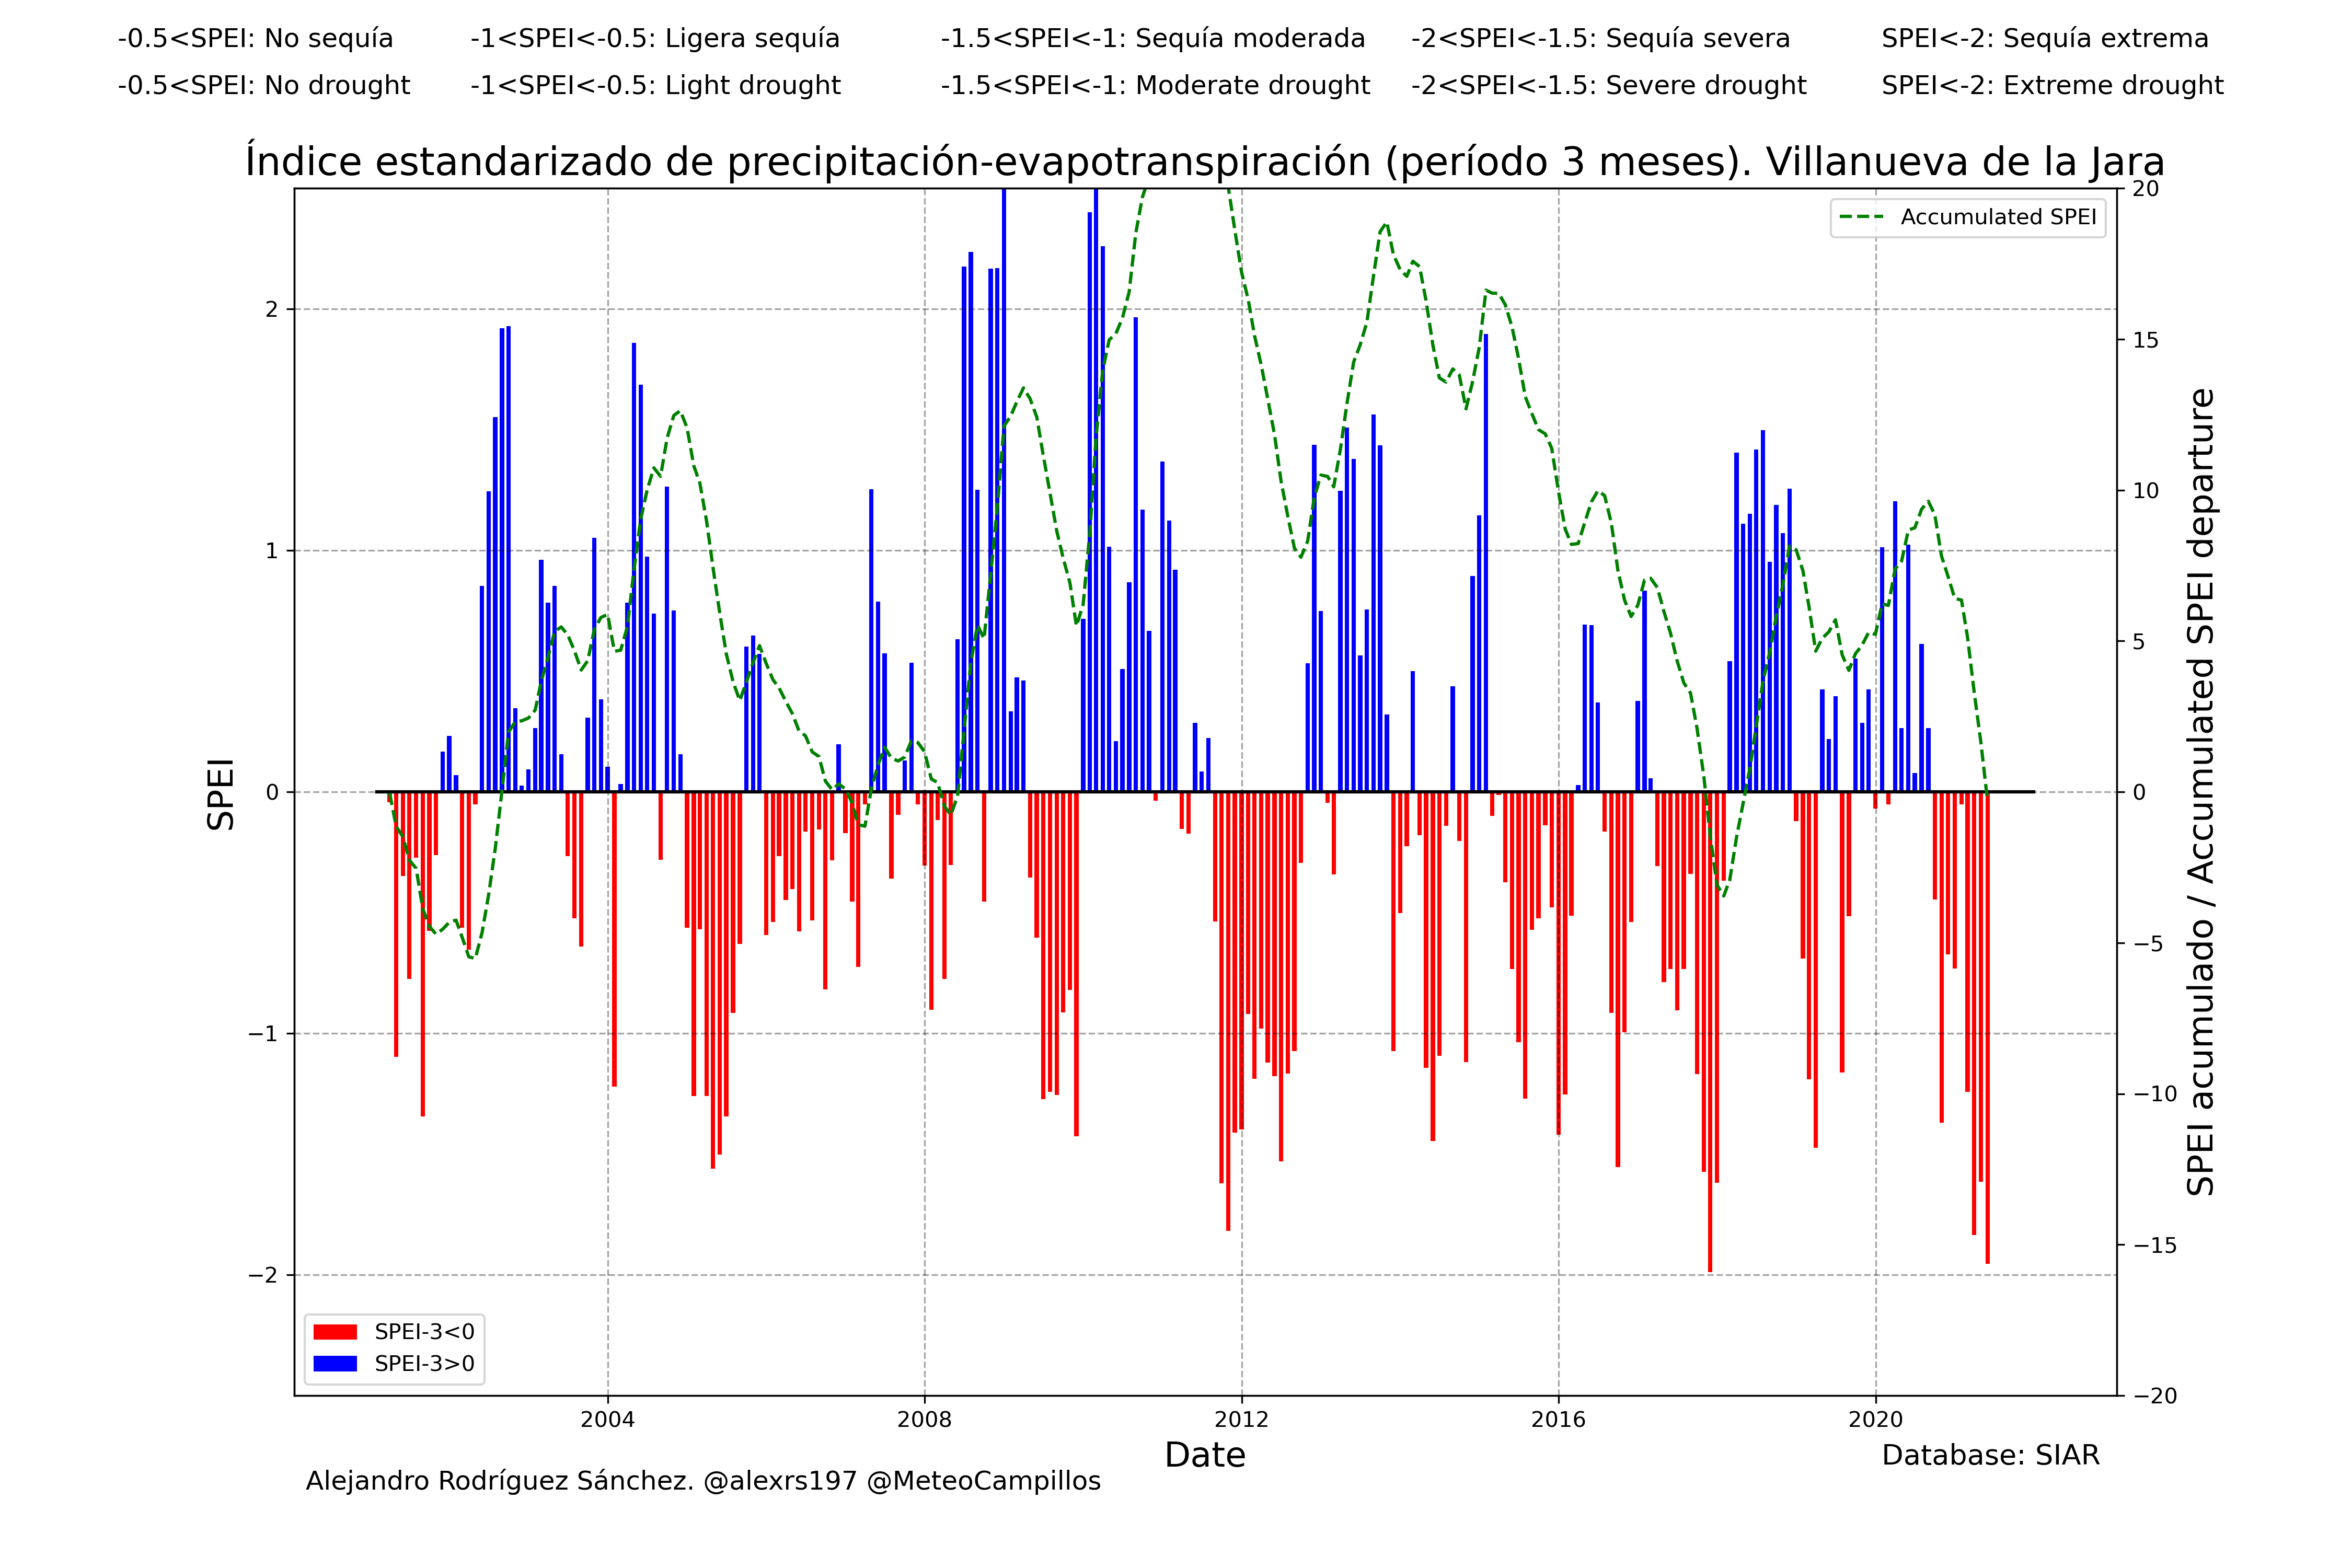 -0.5<SPEI: No sequía -1<SPEI<-0.5: Ligera sequía -1.5<SPEI<-1: Sequía moderada -2<SPEI<-1.5: Sequía severa SPEI<-2: Sequía extrema
-0.5<SPEI: No drought -1<SPEI<-0.5: Light drought -1.5<SPEI<-1: Moderate drought -2<SPEI<-1.5: Severe drought SPEI<-2: Extreme drought
Índice estandarizado de precipitación-evapotranspiración (período 3 meses). Villanueva de la Jara
Accumulated SPEI
SPEI
2
1
0
−1
−2
20
15
10
5
0
−5
−10
−15
−20
SPEI acumulado / Accumulated SPEI departure
SPEI-3<0
SPEI-3>0
2004 2008 2012 2016 2020
Date
Database: SIAR
Alejandro Rodríguez Sánchez. @alexrs197 @MeteoCampillos